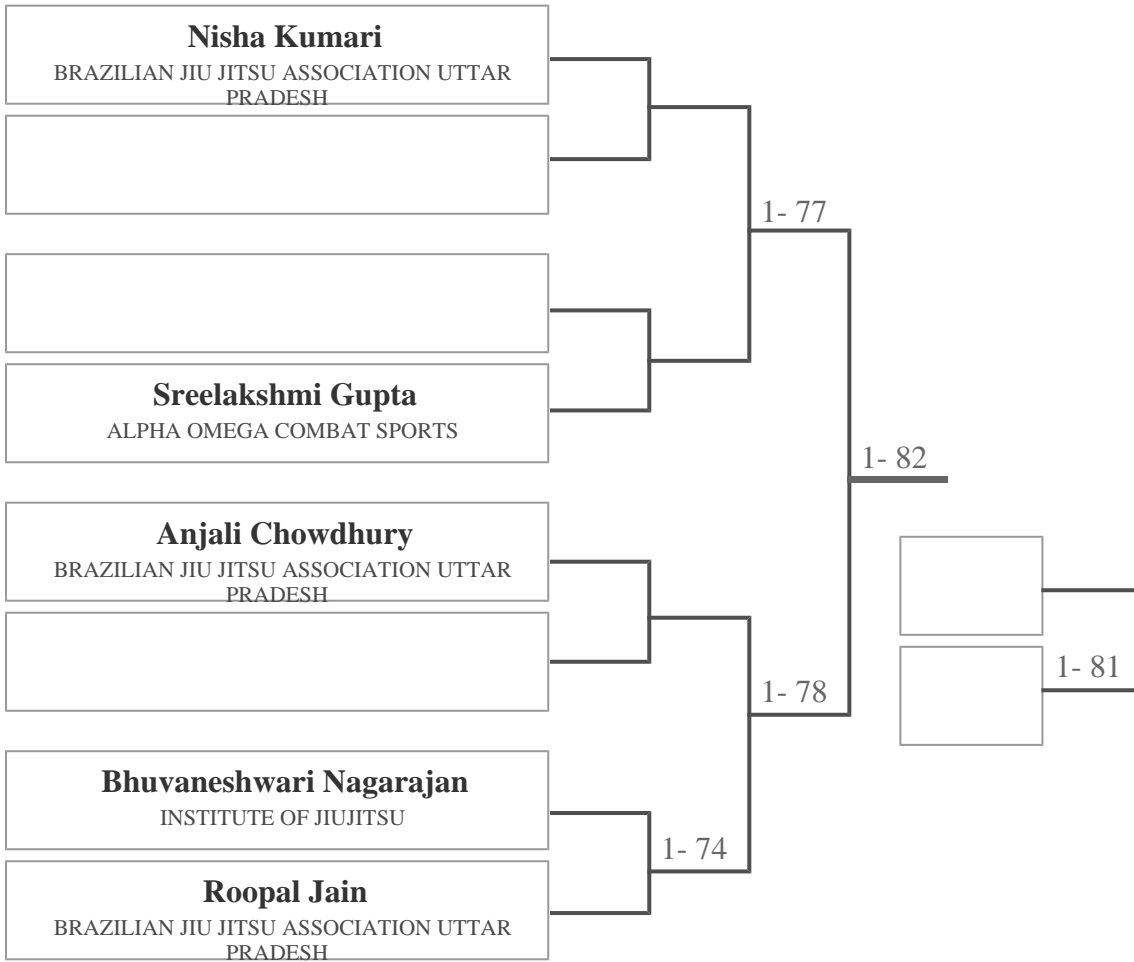 Nisha Kumari
BRAZILIAN JIU JITSU ASSOCIATION UTTAR
PRADESH
1- 77
Sreelakshmi Gupta
ALPHA OMEGA COMBAT SPORTS
1- 82
Anjali Chowdhury
BRAZILIAN JIU JITSU ASSOCIATION UTTAR
PRADESH
1- 81
1- 78
Bhuvaneshwari Nagarajan
INSTITUTE OF JIUJITSU
1- 74
Roopal Jain
BRAZILIAN JIU JITSU ASSOCIATION UTTAR
PRADESH